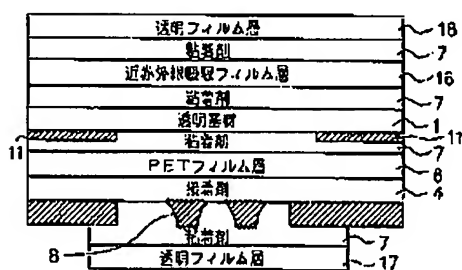 透明フィルム層 18
粘着剤 7
近赤外線吸収フィルム層 16
粘着剤 7
透明基材 1
11 粘着剤 11
7
PETフィルム層 6
接着剤
8
粘着剤 7
透明フィルム層 17